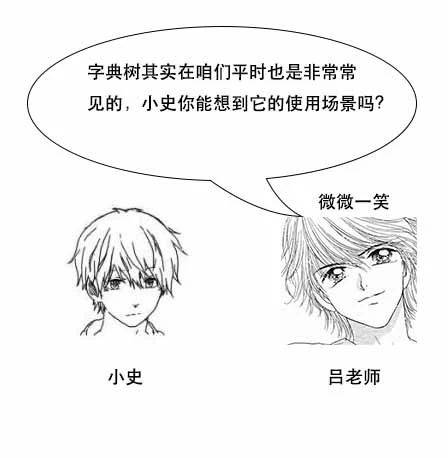 字典树其实在咱们平时也是非常常
见的，小史你能想到它的使用场景吗？
微微一笑
小史
吕老师